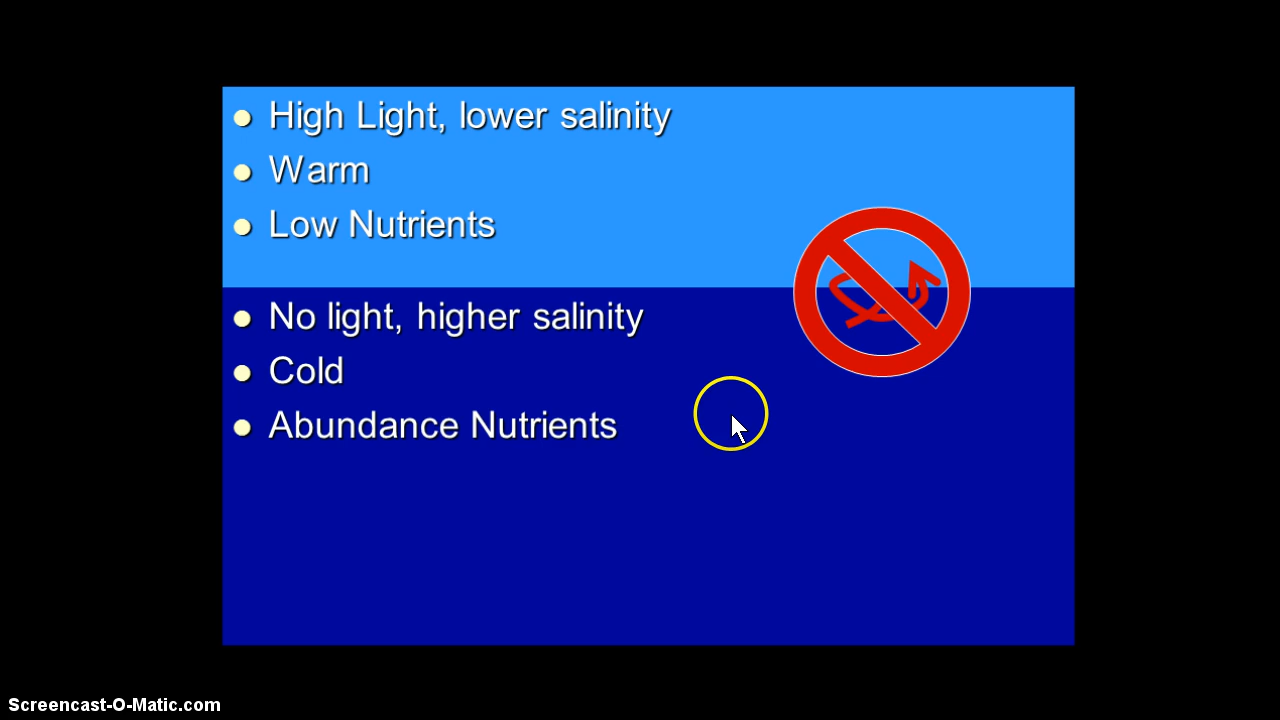 High Light, lower salinity
Warm
Low Nutrients
No light, higher salinity
Cold
Abundance Nutrients
Screencast-O-Matic.com